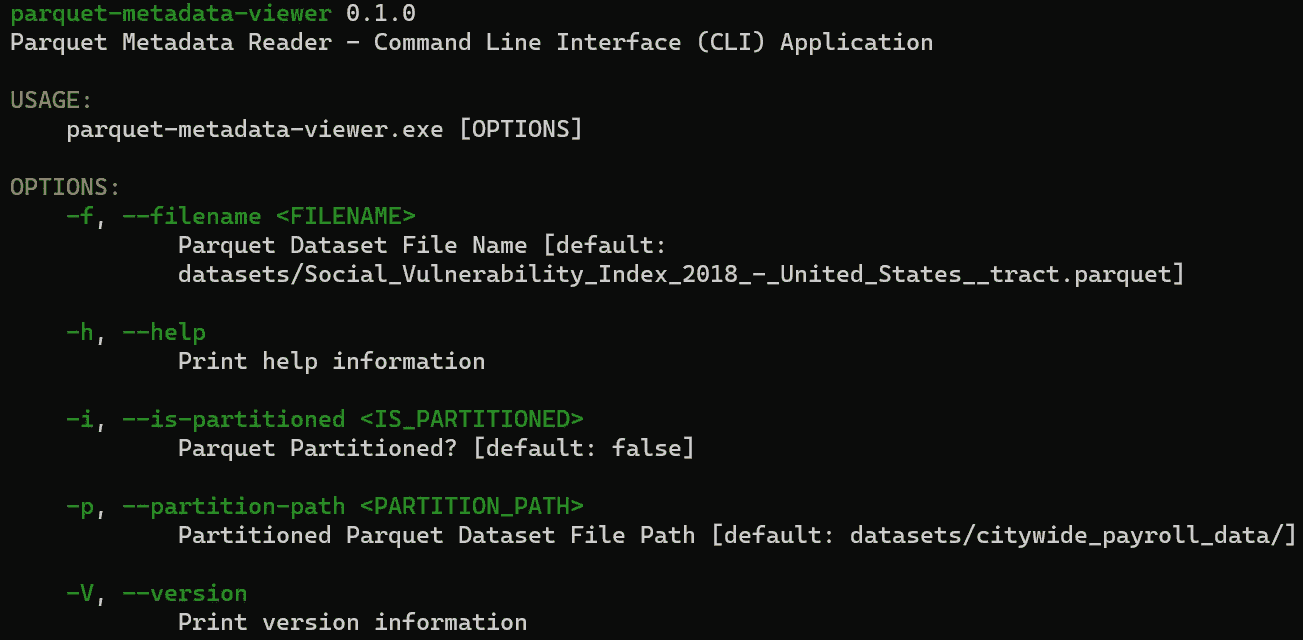 parquet-metadata-viewer 0.1.0
Parquet Metadata Reader - Command Line Interface (CLI) Application
USAGE:
parquet-metadata-viewer.exe [OPTIONS]
OPTIONS:
-f, --filename <FILENAME>
Parquet Dataset File Name [default:
datasets/Social_Vulnerability_Index_2018_-_United_States__tract.parquet]
-h, --help
Print help information
-i, --is-partitioned <IS_PARTITIONED>
Parquet Partitioned? [default: false]
-p, --partition-path <PARTITION_PATH>
Partitioned Parquet Dataset File Path [default: datasets/citywide_payroll_data/]
-V, --version
Print version information